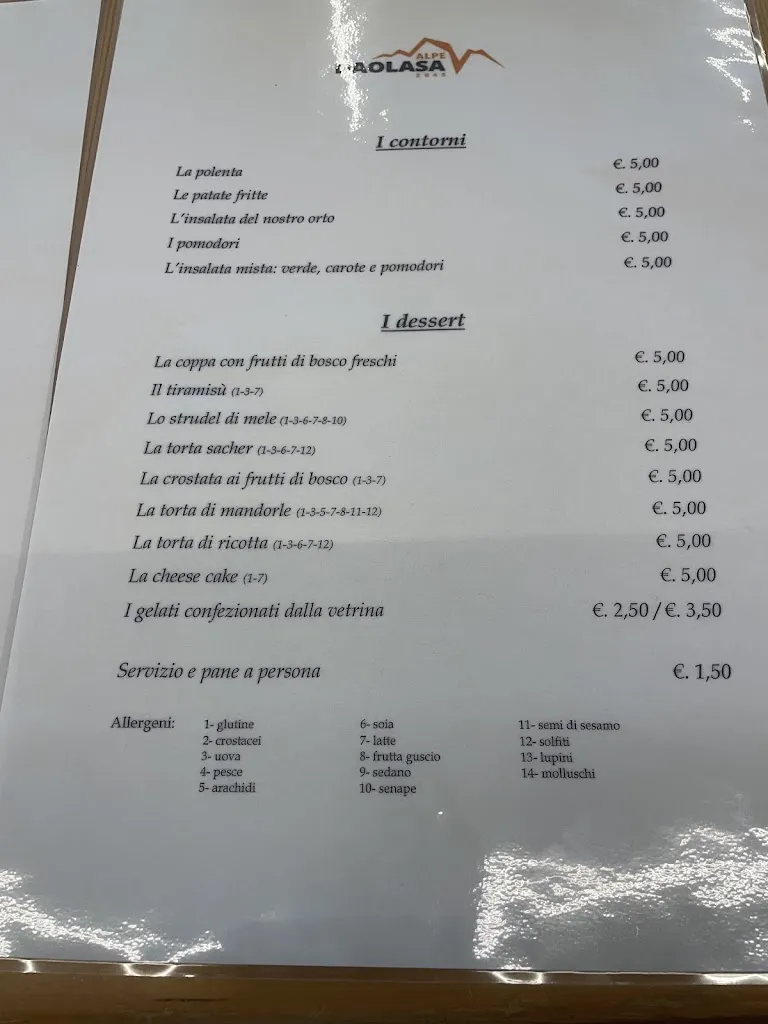 ALPE
I contorni
La polenta €. 5,00
Le patate fritte €. 5,00
L'insalata del nostro orto €. 5,00
I pomodori €. 5,00
L'insalata mista: verde, carote e pomodori €. 5,00
I dessert
La coppa con frutti di bosco freschi €. 5,00
Il tiramisù (1-3-7) €. 5,00
Lo strudel di mele (1-3-6-7-8-10) €. 5,00
La torta sacher (1-3-6-7-12) €. 5,00
La crostata ai frutti di bosco (1-3-7) €. 5,00
La torta di mandorle (1-3-5-7-8-11-12) €. 5,00
La torta di ricotta (1-3-6-7-12) €. 5,00
La cheese cake (1-7) €. 5,00
I gelati confezionati dalla vetrina €. 2,50 / €. 3,50
Servizio e pane a persona €. 1,50
Allergeni: 1- glutine 6- soia 11- semi di sesamo
2- crostacei 7- latte 12- solfiti
3- uova 8- frutta guscio 13- lupini
4- pesce 9- sedano 14- molluschi
5- arachidi 10- senape